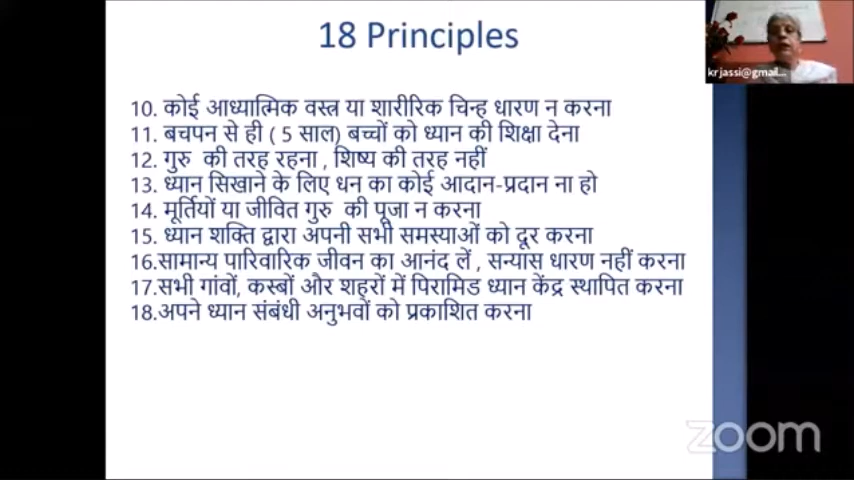 18 Principles
krjassi@gmail...
10. कोई आध्यात्मिक वस्त्र या शारीरिक चिन्ह धारण न करना
11. बचपन से ही ( 5 साल) बच्चों को ध्यान की शिक्षा देना
12. गुरु की तरह रहना , शिष्य की तरह नहीं
13. ध्यान सिखाने के लिए धन का कोई आदान-प्रदान ना हो
14. मूर्तियों या जीवित गुरु की पूजा न करना
15. ध्यान शक्ति द्वारा अपनी सभी समस्याओं को दूर करना
16.सामान्य पारिवारिक जीवन का आनंद लें , सन्यास धारण नहीं करना
17.सभी गांवों, कस्बों और शहरों में पिरामिड ध्यान केंद्र स्थापित करना
18.अपने ध्यान संबंधी अनुभवों को प्रकाशित करना
zoom